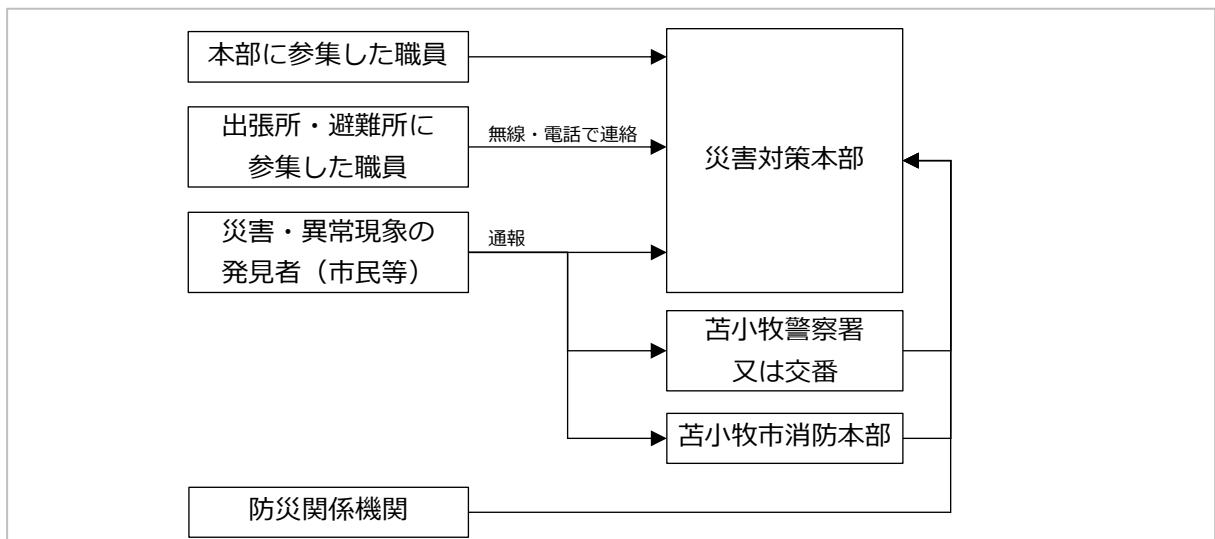 本部に参集した職員
出張所・避難所に
参集した職員
無線・電話で連絡
災害対策本部
災害・異常現象の
発見者（市民等）
通報
苫小牧警察署
又は交番
苫小牧市消防本部
防災関係機関